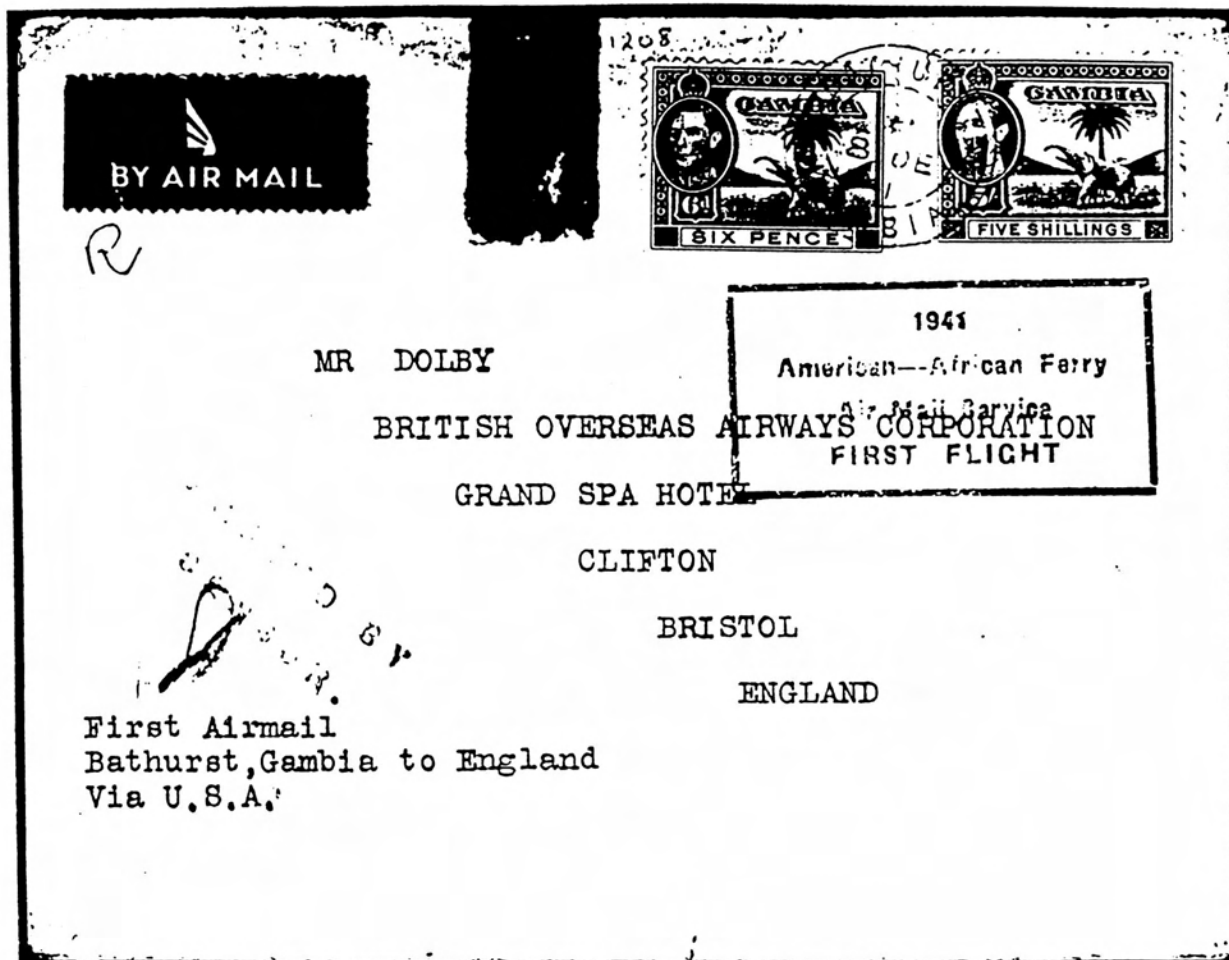 1208
BY AIR MAIL
GAMBIA
6d
SIX PENCE
GAMBIA
FIVE SHILLINGS
BIA
R
1941
American--African Ferry
Air Mail Service
FIRST FLIGHT
MR DOLBY
BRITISH OVERSEAS AIRWAYS CORPORATION
GRAND SPA HOTEL
CLIFTON
BRISTOL
ENGLAND
First Airmail
Bathurst,Gambia to England
Via U.S.A.